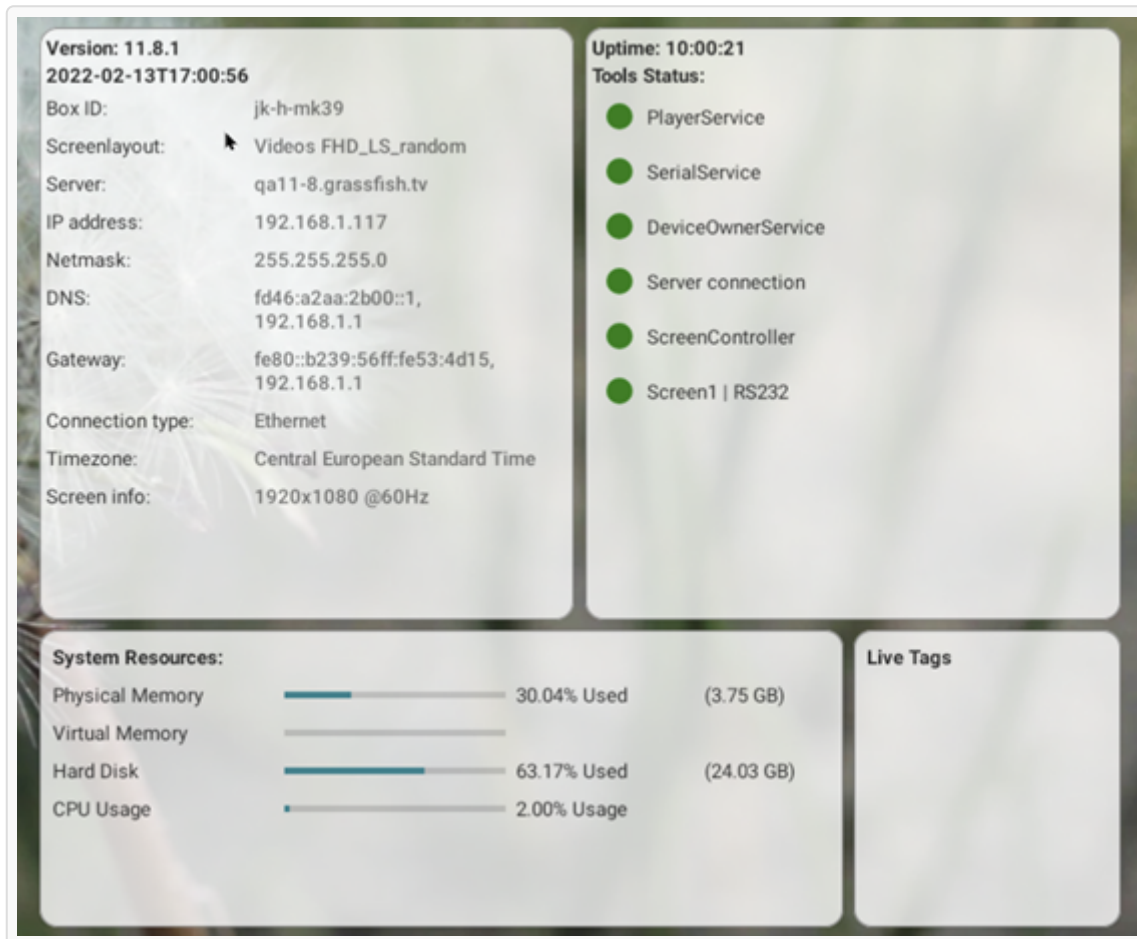 Version: 11.8.1
2022-02-13T17:00:56
Box ID: jk-h-mk39
Screenlayout: Videos FHD_LS_random
Server: qa11-8.grassfish.tv
IP address: 192.168.1.117
Netmask: 255.255.255.0
DNS: fd46:a2aa:2b00::1,
192.168.1.1
Gateway: fe80::b239:56ff:fe53:4d15,
192.168.1.1
Connection type: Ethernet
Timezone: Central European Standard Time
Screen info: 1920x1080 @60Hz
Uptime: 10:00:21
Tools Status:
PlayerService
SerialService
DeviceOwnerService
Server connection
ScreenController
Screen1 | RS232
System Resources:
Physical Memory 30.04% Used (3.75 GB)
Virtual Memory
Hard Disk 63.17% Used (24.03 GB)
CPU Usage 2.00% Usage
Live Tags